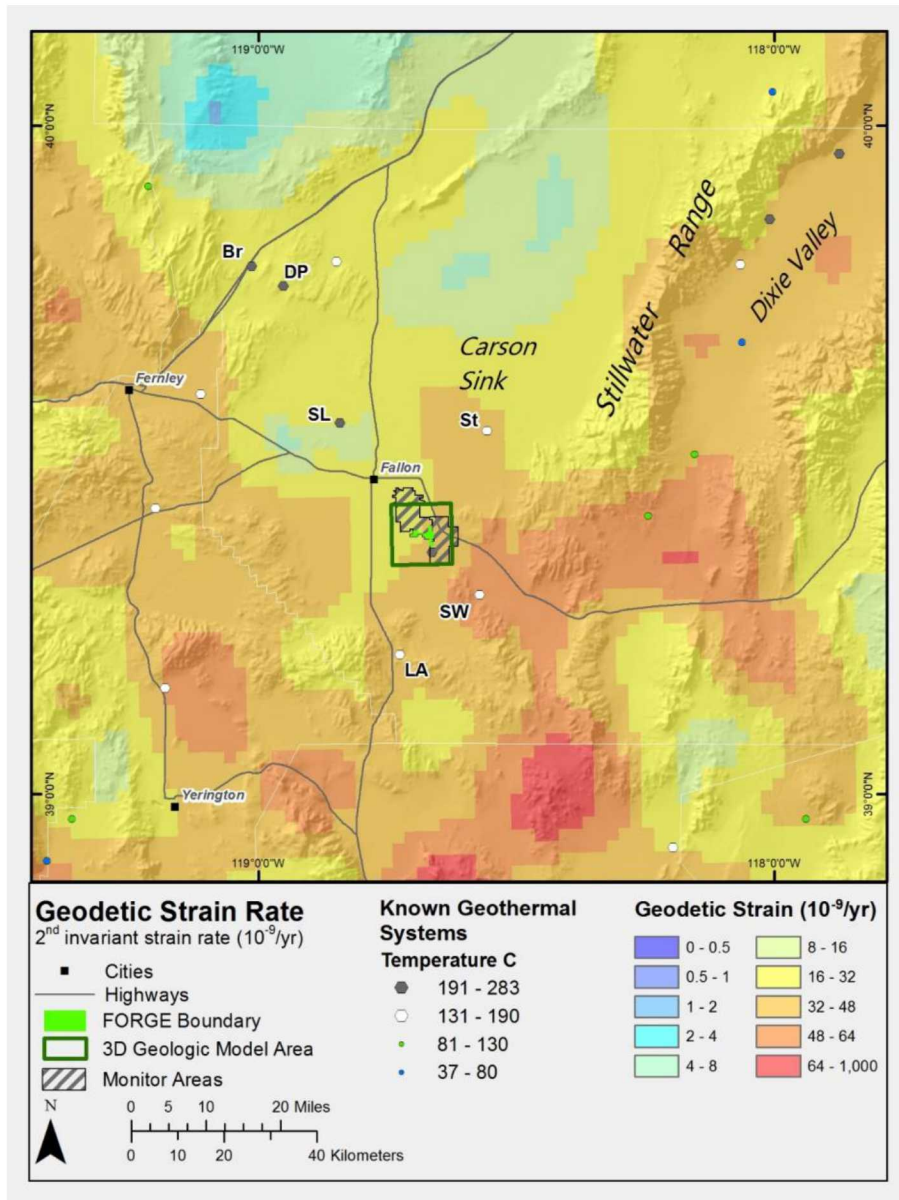 119°0'0"W
118°0'0"W
40°0'0"N
40°0'0"N
Stillwater Range
Dixie Valley
Br
DP
Carson
Sink
Fernley
SL
St
Fallon
SW
LA
39°0'0"N
39°0'0"N
Yerington
119°0'0"W
118°0'0"W
Geodetic Strain Rate
2nd invariant strain rate (10-9/yr)
Cities
Highways
FORGE Boundary
3D Geologic Model Area
Monitor Areas
N
0 5 10 20 Miles
0 10 20 40 Kilometers
Known Geothermal
Systems
Temperature C
191 - 283
131 - 190
81 - 130
37 - 80
Geodetic Strain (10-9/yr)
0 - 0.5
0.5 - 1
1 - 2
2 - 4
4 - 8
8 - 16
16 - 32
32 - 48
48 - 64
64 - 1,000